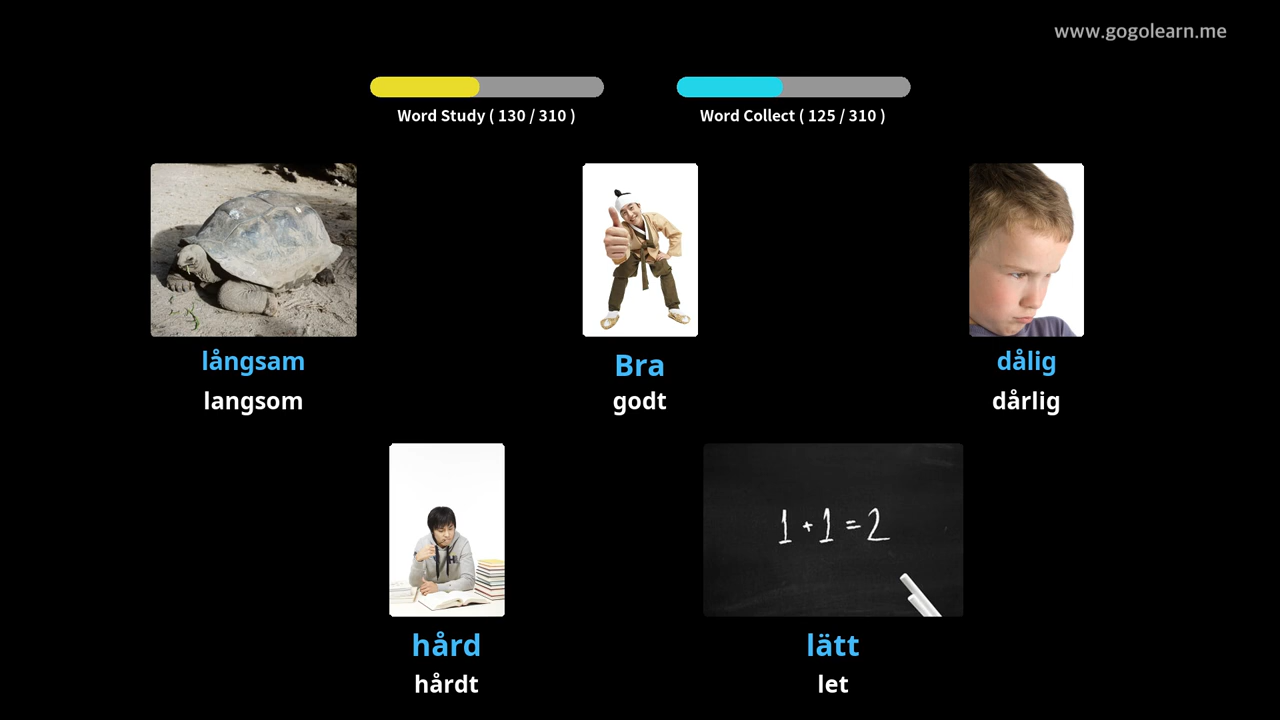 www.gogolearn.me
Word Study ( 130 / 310 )
Word Collect ( 125 / 310 )
långsam
langsom
Bra
godt
dålig
dårlig
hård
hårdt
1 + 1 = 2
lätt
let